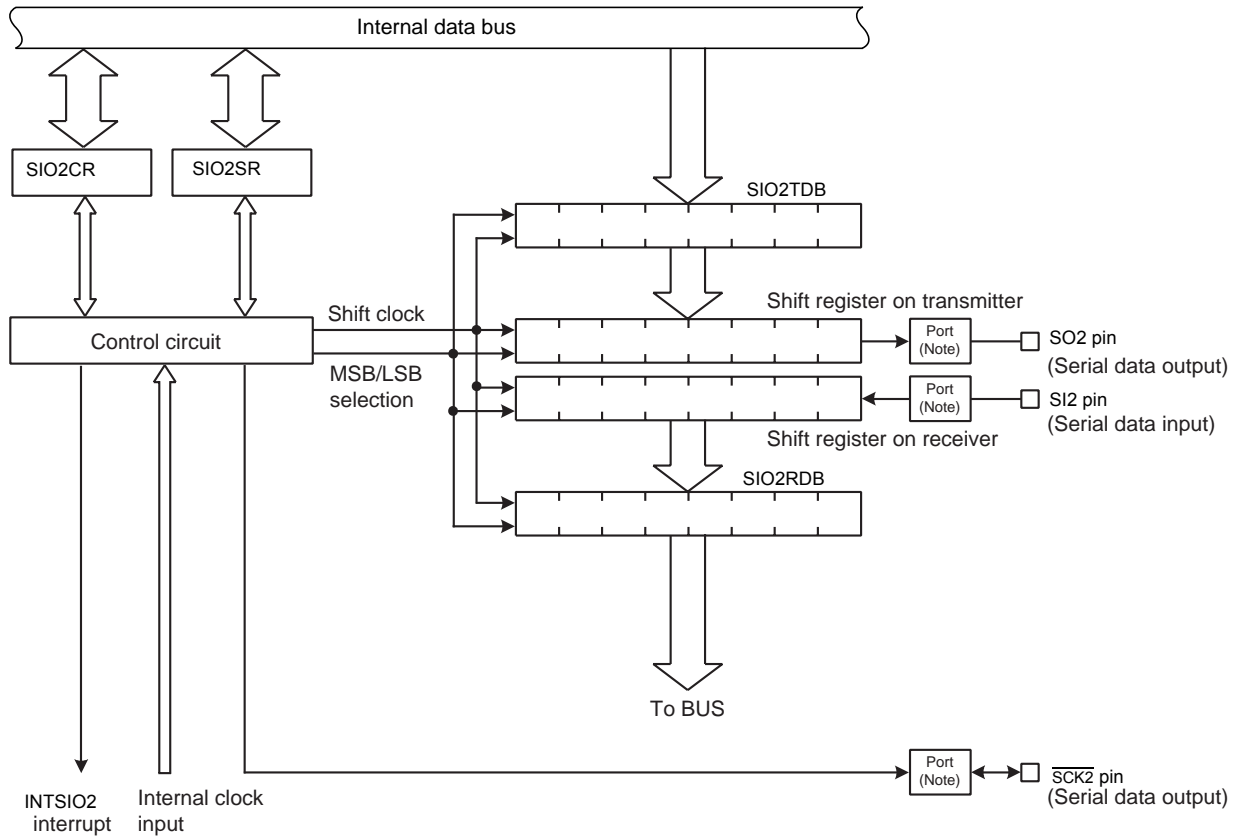 Internal data bus
SIO2CR
SIO2SR
SIO2TDB
Shift clock
Shift register on transmitter
Control circuit
MSB/LSB
selection
Port
(Note)
SO2 pin
(Serial data output)
Port
(Note)
SI2 pin
(Serial data input)
Shift register on receiver
SIO2RDB
To BUS
INTSIO2
interrupt
Internal clock
input
Port
(Note)
SCK2 pin
(Serial data output)